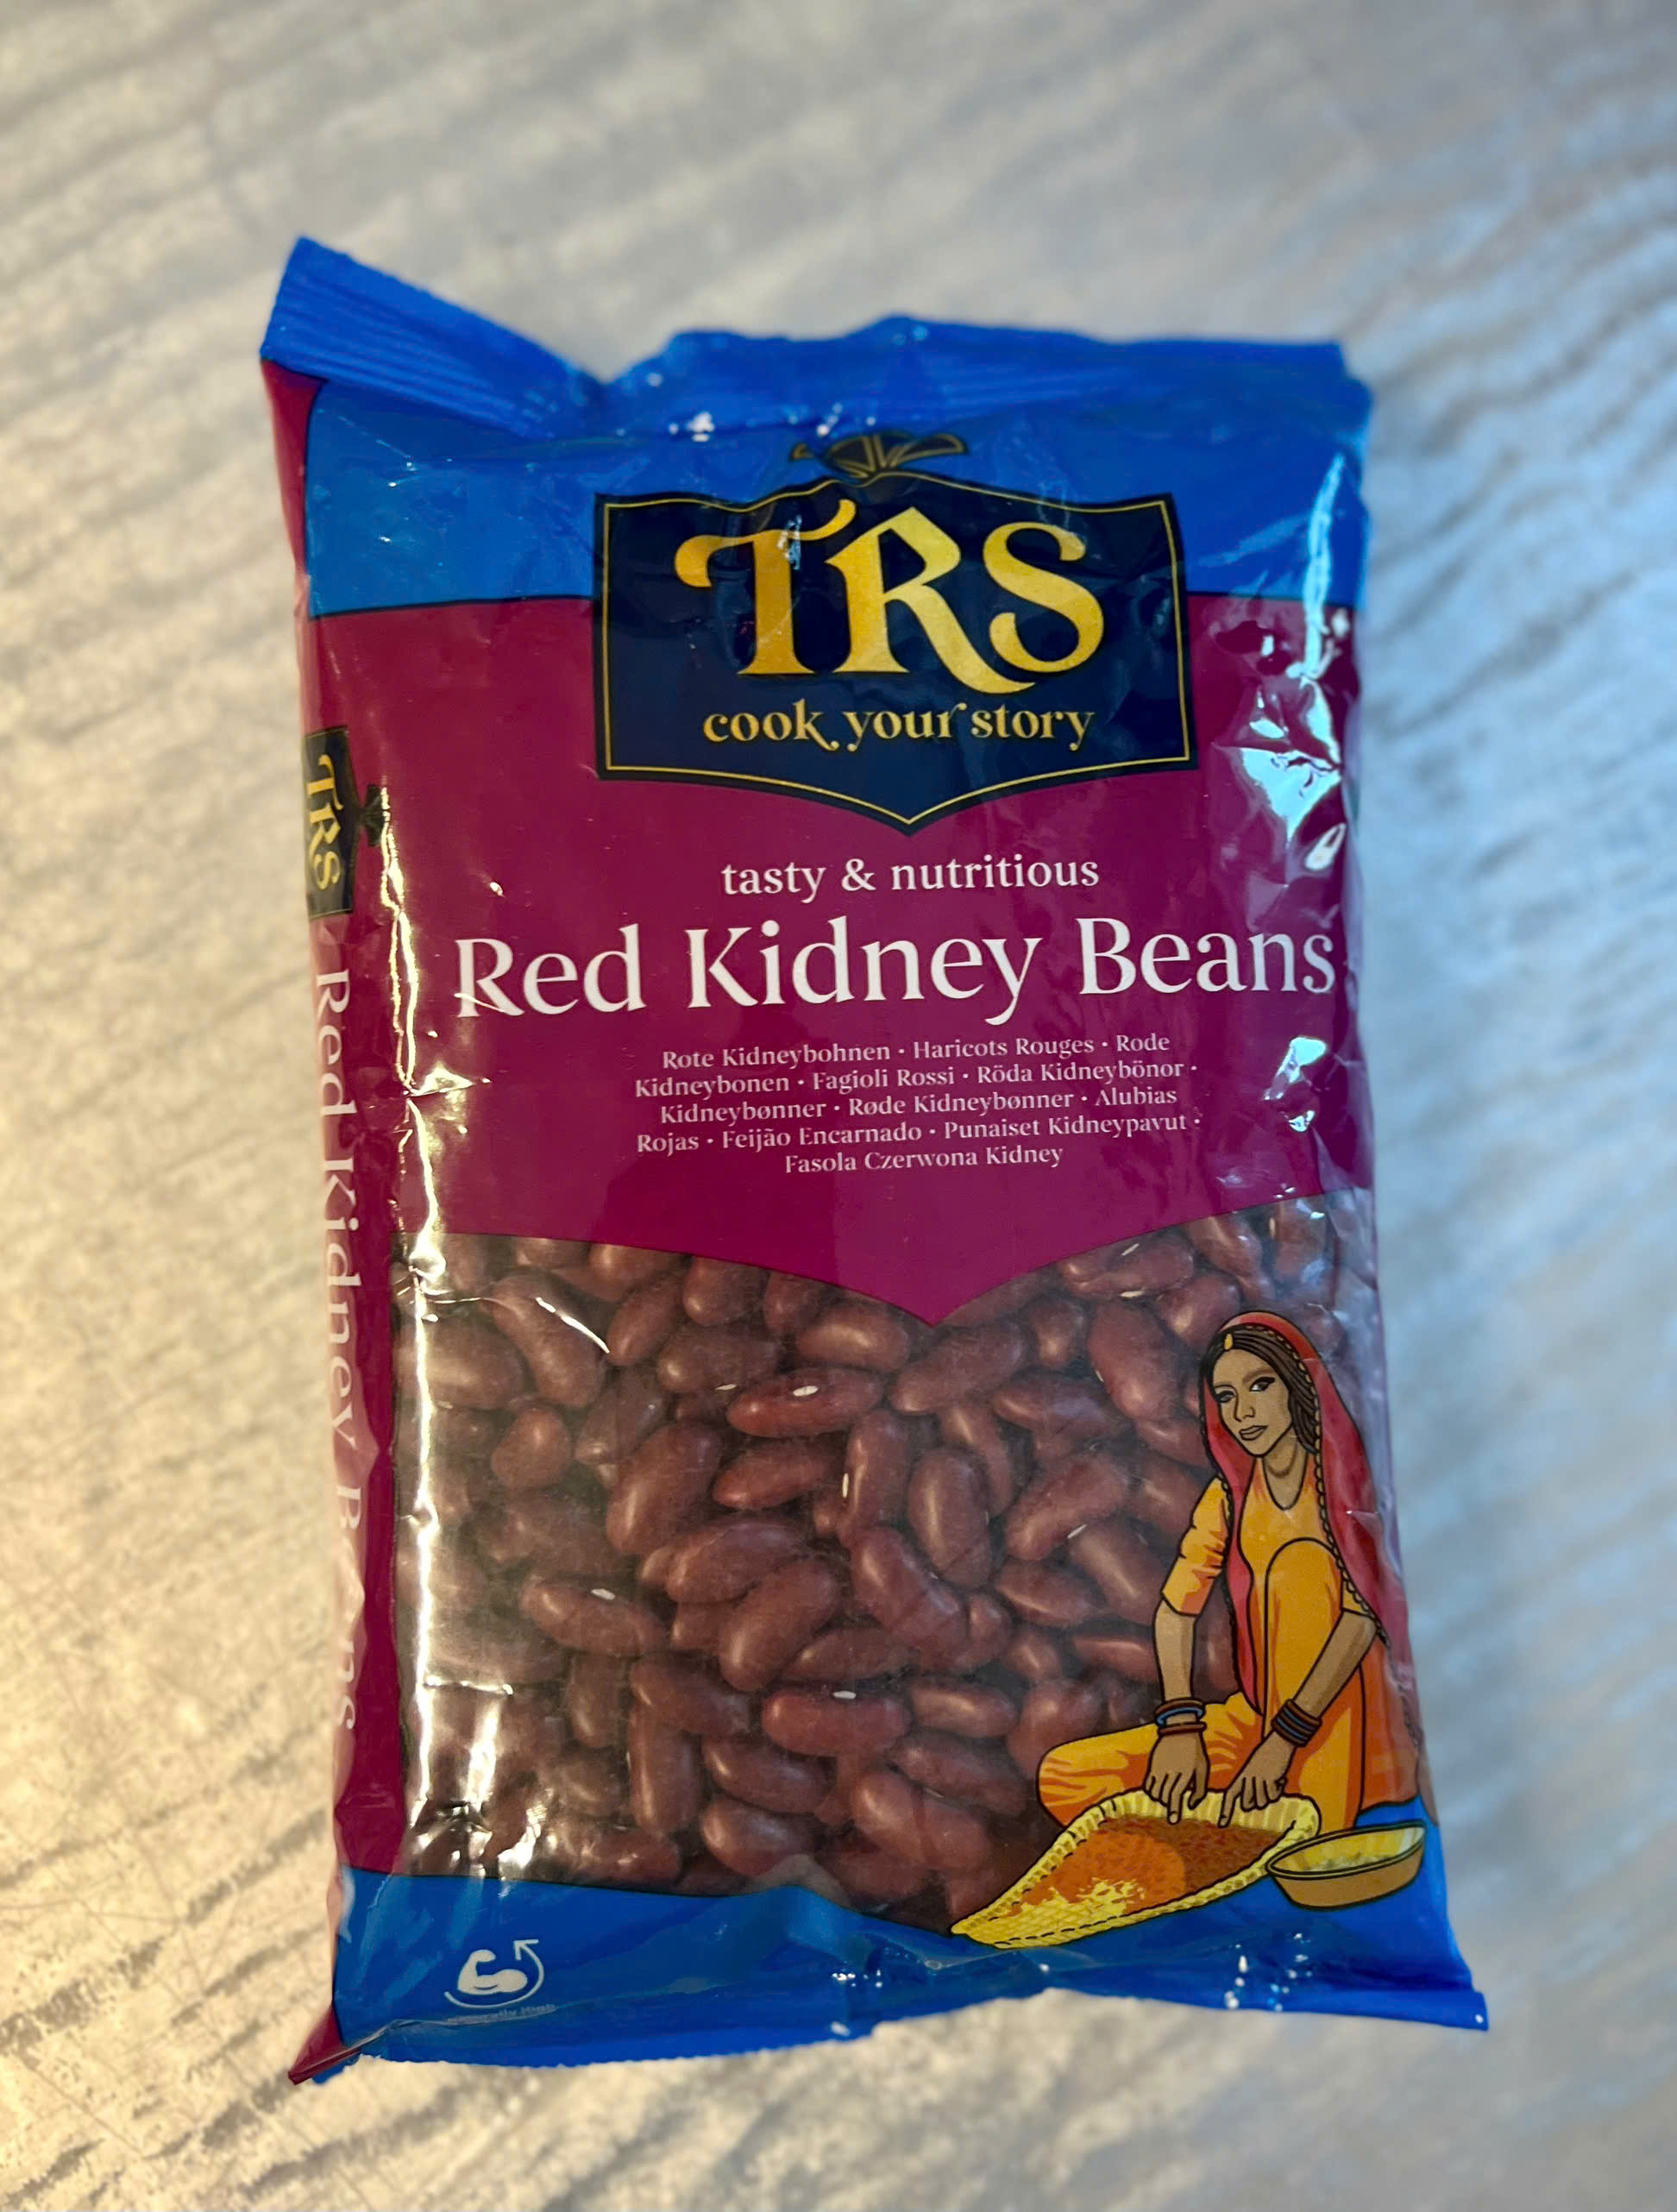 TRS
cook your story
tasty & nutritious
Red Kidney Beans
Rote Kidneybohnen • Haricots Rouges • Rode
Kidneybonen • Fagioli Rossi • Röda Kidneybönor •
Kidneybønner • Røde Kidneybønner • Alubias
Rojas • Feijão Encarnado • Punaiset Kidneypavut •
Fasola Czerwona Kidney
TRS
Red Kidney Beans